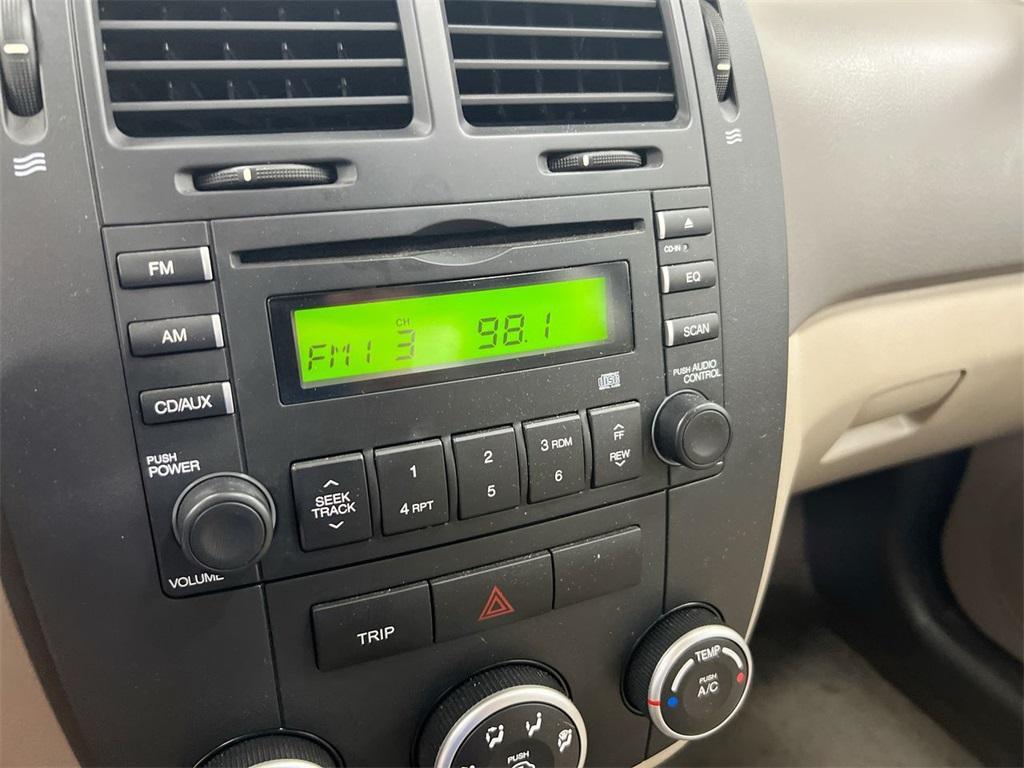 FM
AM
CD/AUX
PUSH
POWER
VOLUME
CH
FM1 3 98.1
CD-IN
EQ
SCAN
PUSH AUDIO
CONTROL
SEEK
TRACK
1
4 RPT
2
5
3 RDM
6
FF
REW
TRIP
TEMP
PUSH
A/C
PUSH